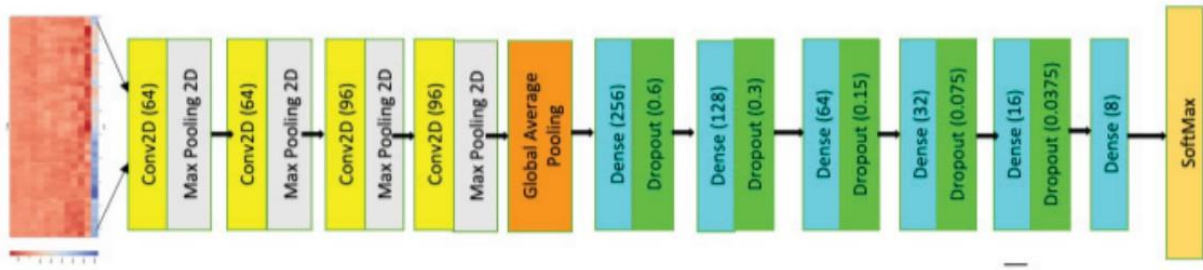 Conv2D (64)
Max Pooling 2D
Conv2D (64)
Max Pooling 2D
Conv2D (96)
Max Pooling 2D
Conv2D (96)
Max Pooling 2D
Global Average
Pooling
Dense (256)
Dropout (0.6)
Dense (128)
Dropout (0.3)
Dense (64)
Dropout (0.15)
Dense (32)
Dropout (0.075)
Dense (16)
Dropout (0.0375)
Dense (8)
SoftMax